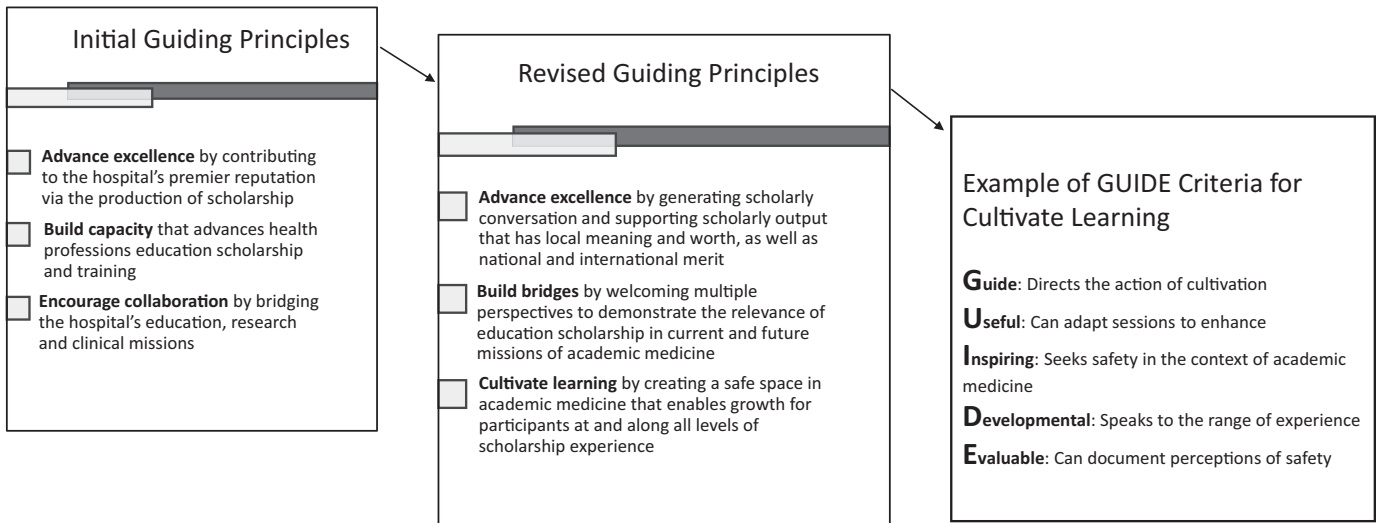 Initial Guiding Principles
Advance excellence by contributing
to the hospital's premier reputation
via the production of scholarship
Build capacity that advances health
professions education scholarship
and training
Encourage collaboration by bridging
the hospital's education, research
and clinical missions
Revised Guiding Principles
Advance excellence by generating scholarly
conversation and supporting scholarly output
that has local meaning and worth, as well as
national and international merit
Build bridges by welcoming multiple
perspectives to demonstrate the relevance of
education scholarship in current and future
missions of academic medicine
Cultivate learning by creating a safe space in
academic medicine that enables growth for
participants at and along all levels of
scholarship experience
Example of GUIDE Criteria for
Cultivate Learning
Guide: Directs the action of cultivation
Useful: Can adapt sessions to enhance
Inspiring: Seeks safety in the context of academic
medicine
Developmental: Speaks to the range of experience
Evaluable: Can document perceptions of safety